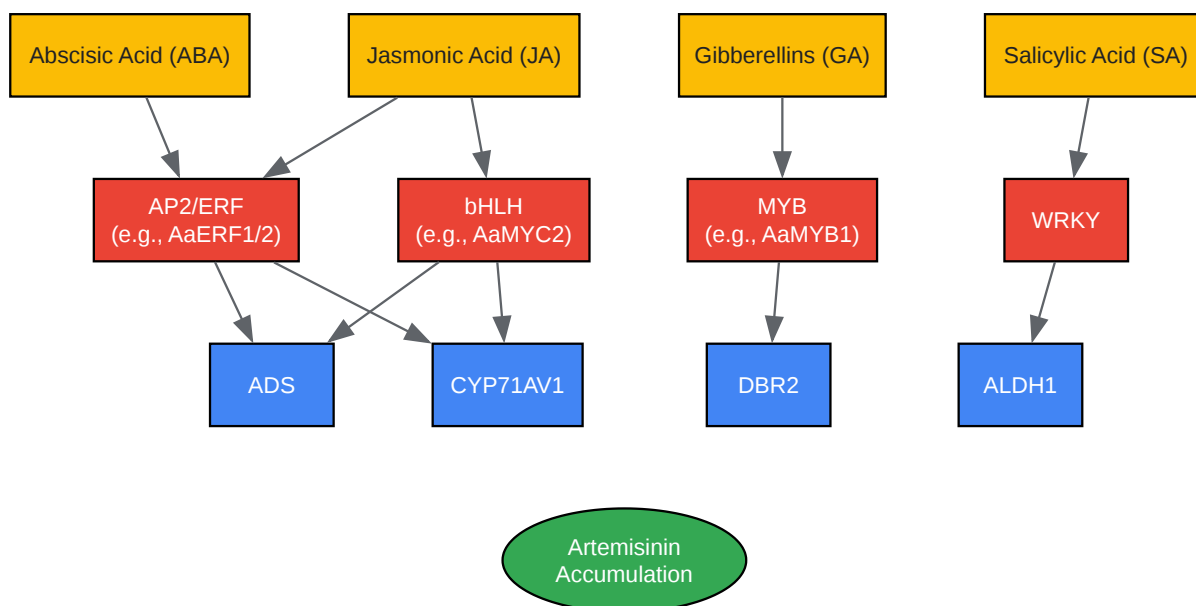 Abscisic Acid (ABA)
Jasmonic Acid (JA)
Gibberellins (GA)
Salicylic Acid (SA)
AP2/ERF
(e.g., AaERF1/2)
bHLH
(e.g., AaMYC2)
MYB
(e.g., AaMYB1)
WRKY
ADS
CYP71AV1
DBR2
ALDH1
Artemisinin
Accumulation